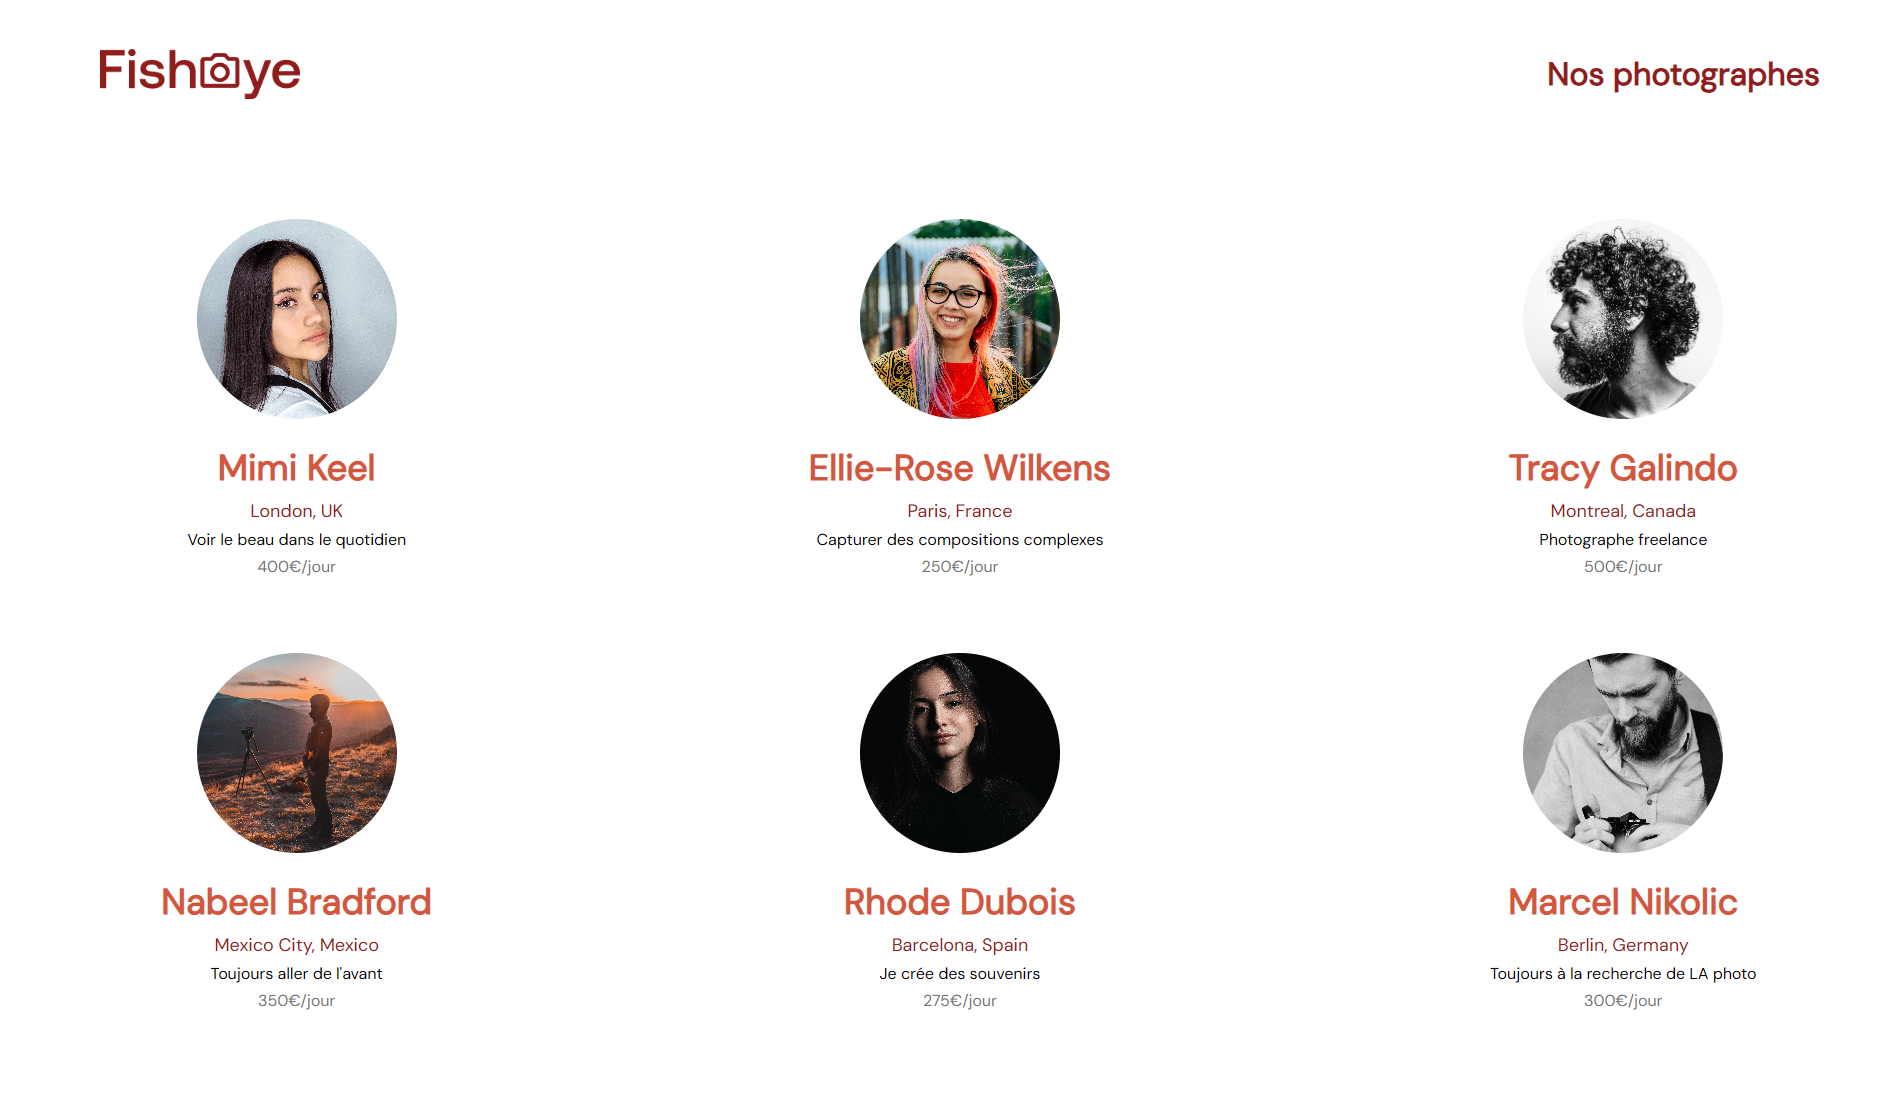 Fisheye
Nos photographes
Mimi Keel
London, UK
Voir le beau dans le quotidien
400€/jour
Ellie-Rose Wilkens
Paris, France
Capturer des compositions complexes
250€/jour
Tracy Galindo
Montreal, Canada
Photographe freelance
500€/jour
Nabeel Bradford
Mexico City, Mexico
Toujours aller de l'avant
350€/jour
Rhode Dubois
Barcelona, Spain
Je crée des souvenirs
275€/jour
Marcel Nikolic
Berlin, Germany
Toujours à la recherche de LA photo
300€/jour